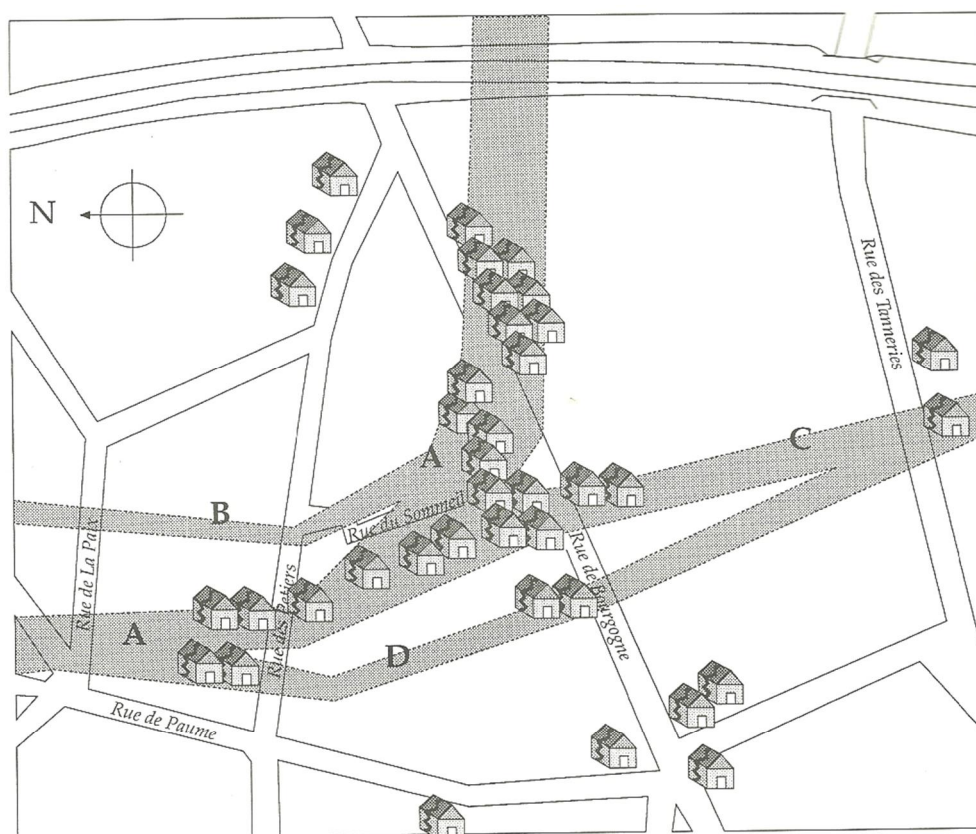 N
Rue des Tanneries
C
A
B
Rue du Sommeil
Rue de La Paix
Rue des Potiers
Rue de Bourgogne
A
D
Rue de Paume